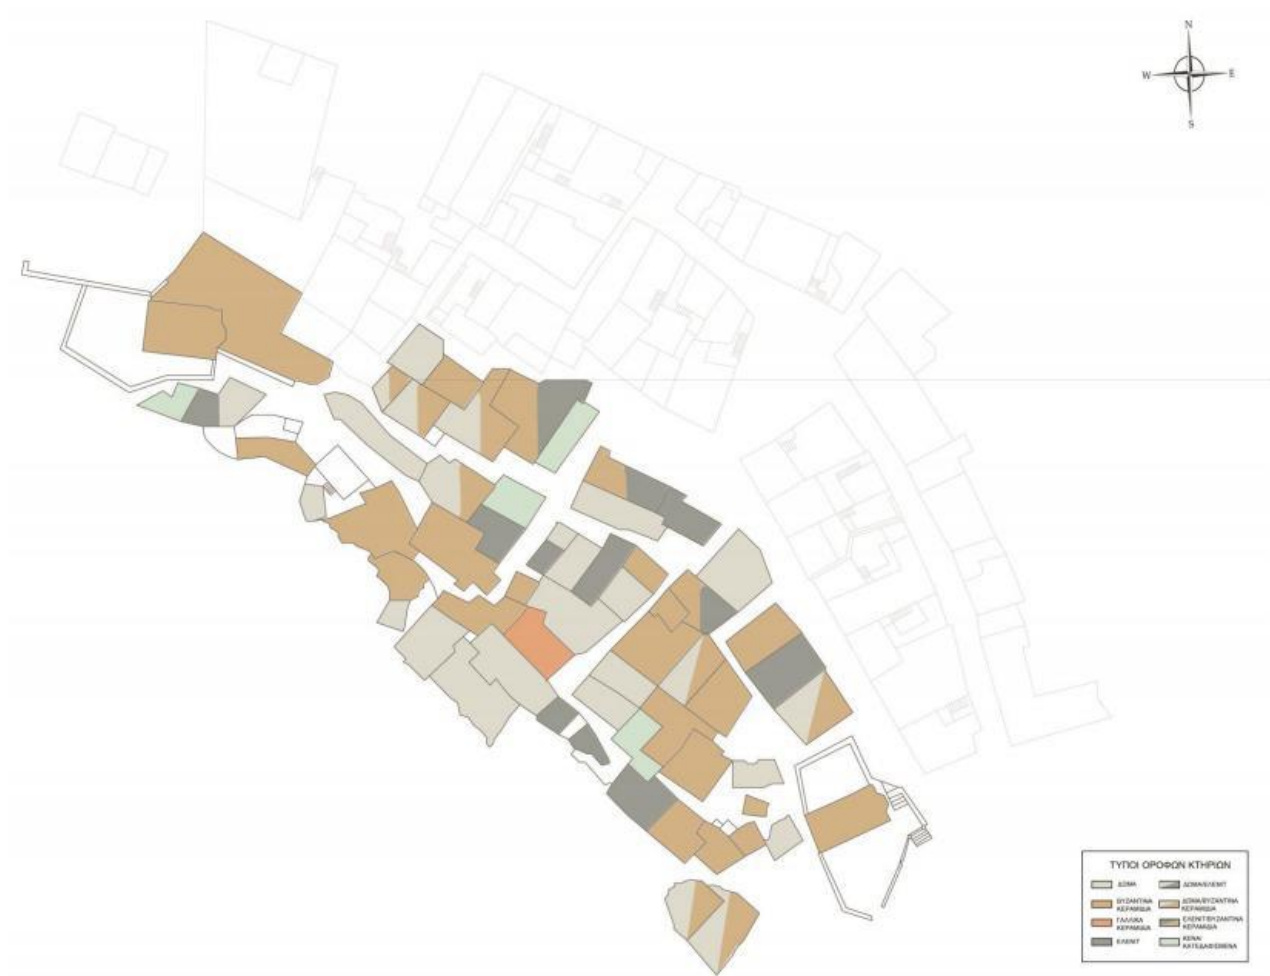 N
W E
S
ΤΥΠΟΙ ΟΡΟΦΩΝ ΚΤΗΡΙΩΝ
ΔΩΜΑ
ΔΩΜΑ/ΕΛΕΝΙΤ
ΒΥΖΑΝΤΙΝΑ
ΚΕΡΑΜΙΔΙΑ
ΔΩΜΑ/ΒΥΖΑΝΤΙΝΑ
ΚΕΡΑΜΙΔΙΑ
ΓΑΛΛΙΚΑ
ΚΕΡΑΜΙΔΙΑ
ΕΛΕΝΙΤ/ΒΥΖΑΝΤΙΝΑ
ΚΕΡΑΜΙΔΙΑ
ΕΛΕΝΙΤ
ΚΕΝΑ/
ΚΑΤΕΔΑΦΙΣΜΕΝΑ